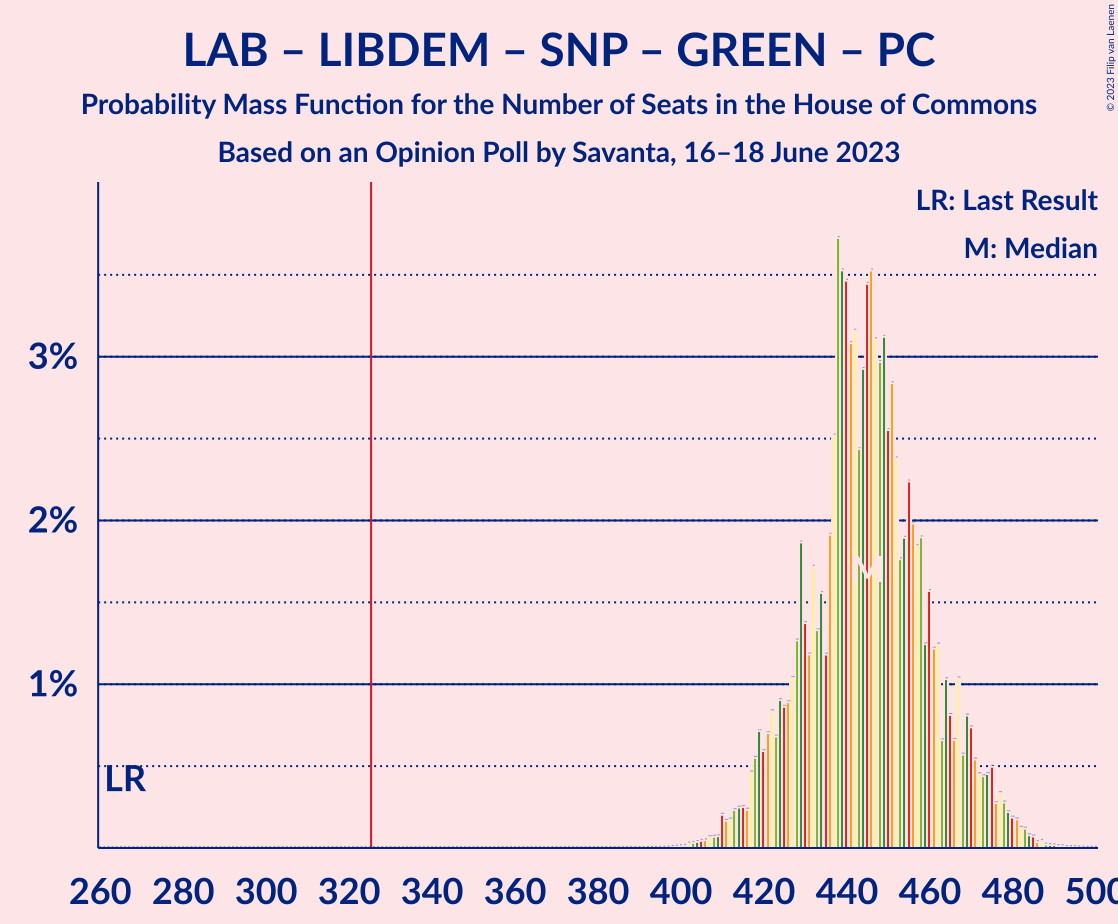 LAB – LIBDEM – SNP – GREEN – PC
Probability Mass Function for the Number of Seats in the House of Commons
Based on an Opinion Poll by Savanta, 16–18 June 2023
© 2023 Filip van Laenen
LR: Last Result
M: Median
3%
2%
1%
LR
M
260 280 300 320 340 360 380 400 420 440 460 480 500